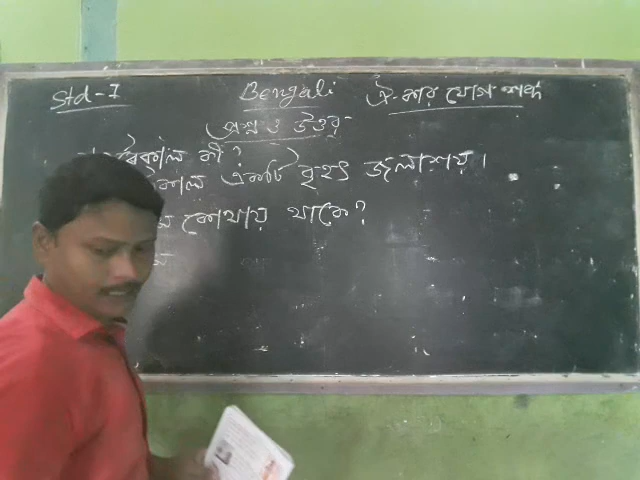 Std - I Bengali ঐ-কার যোগে শব্দ
প্রশ্ন ও উত্তর
বৈকাল কী?
কাল একটি বৃহৎ জলাশয়।
কোথায় থাকে?